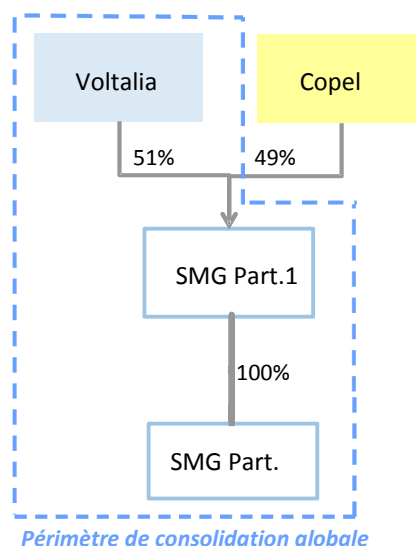 Voltalia
Copel
51%
49%
SMG Part.1
100%
SMG Part.
Périmètre de consolidation globale